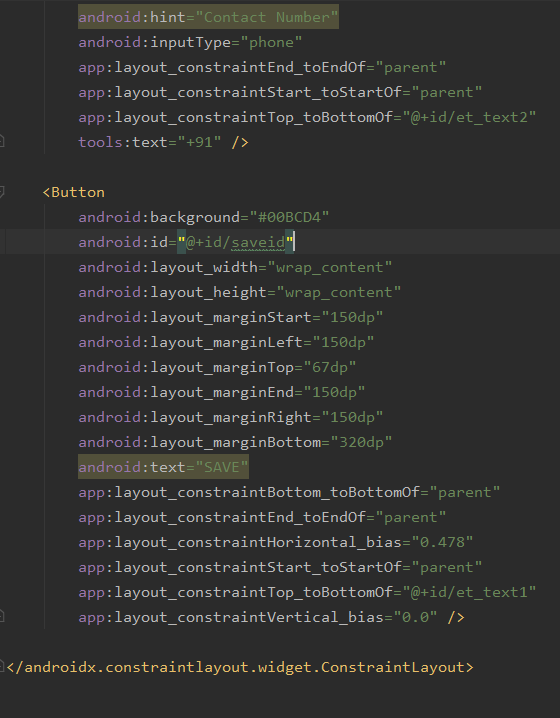 android:hint="Contact Number"
android:inputType="phone"
app:layout_constraintEnd_toEndOf="parent"
app:layout_constraintStart_toStartOf="parent"
app:layout_constraintTop_toBottomOf="@+id/et_text2"
tools:text="+91" />
<Button
android:background="#00BCD4"
android:id="@+id/saveid"
android:layout_width="wrap_content"
android:layout_height="wrap_content"
android:layout_marginStart="150dp"
android:layout_marginLeft="150dp"
android:layout_marginTop="67dp"
android:layout_marginEnd="150dp"
android:layout_marginRight="150dp"
android:layout_marginBottom="320dp"
android:text="SAVE"
app:layout_constraintBottom_toBottomOf="parent"
app:layout_constraintEnd_toEndOf="parent"
app:layout_constraintHorizontal_bias="0.478"
app:layout_constraintStart_toStartOf="parent"
app:layout_constraintTop_toBottomOf="@+id/et_text1"
app:layout_constraintVertical_bias="0.0" />
</androidx.constraintlayout.widget.ConstraintLayout>